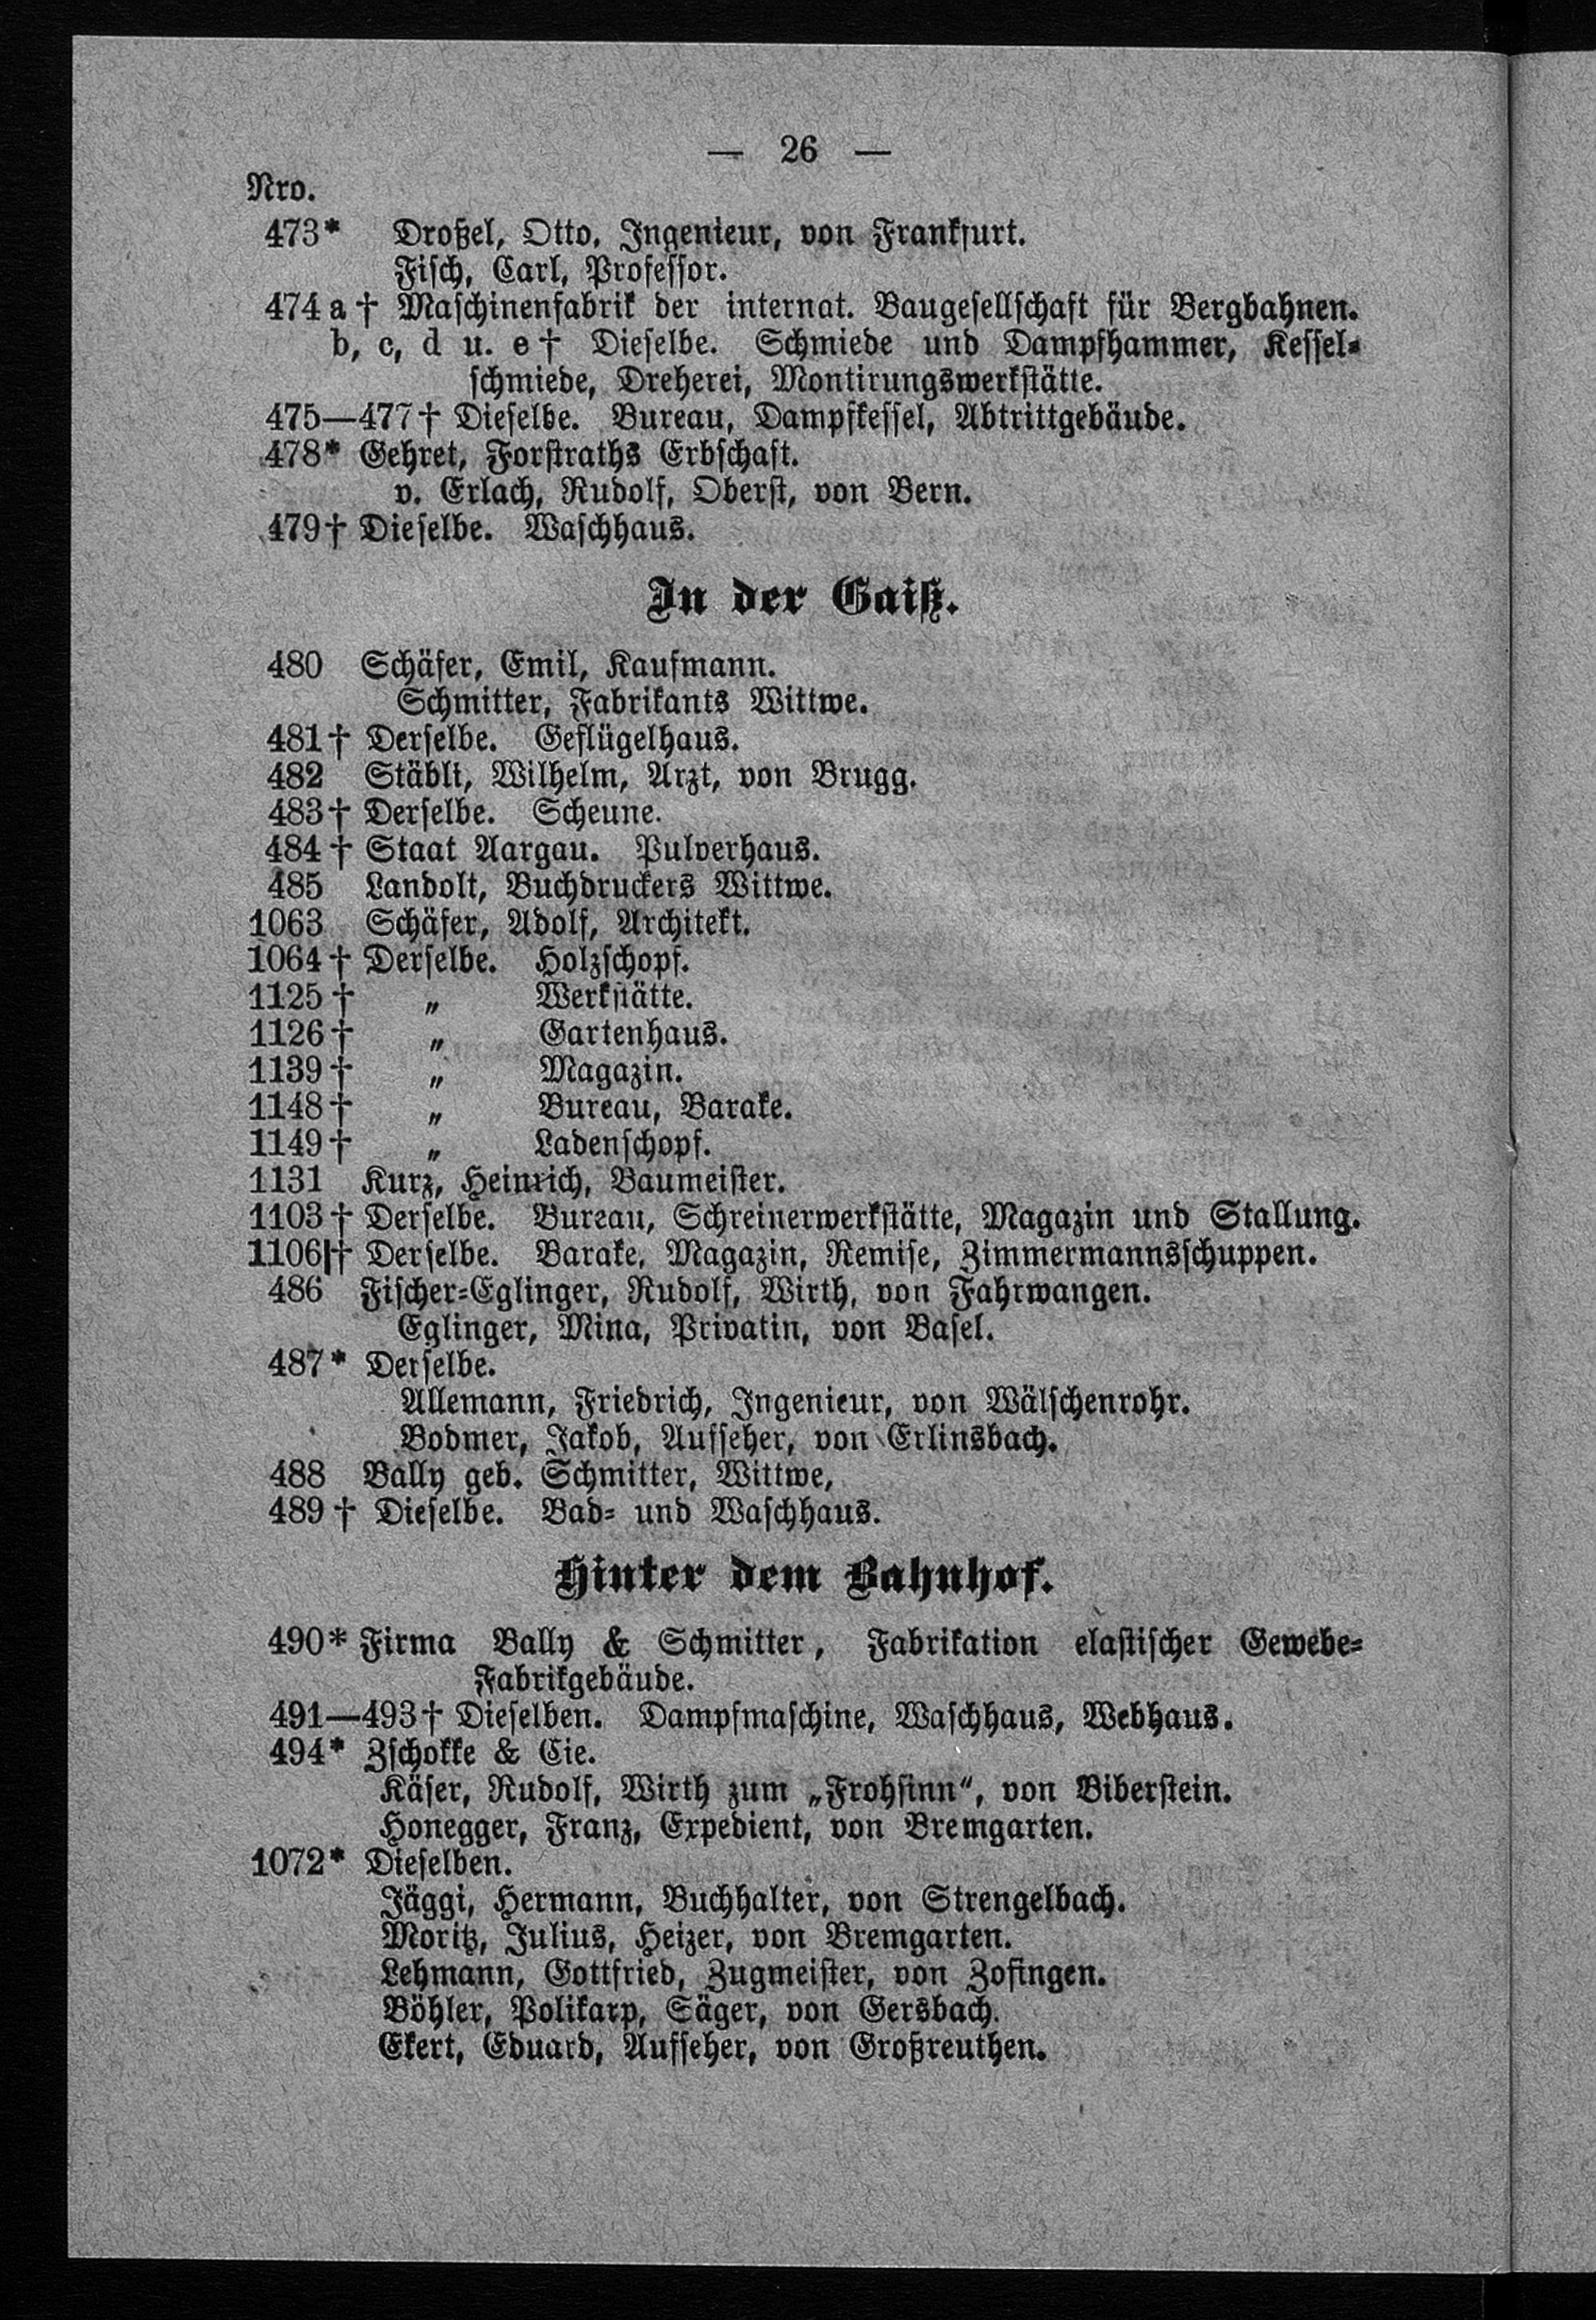 — 26 —
Nro.
473* Droßel, Otto, Ingenieur, von Frankfurt.
Fisch, Carl, Professor.
474 a † Maschinenfabrik der internat. Baugesellschaft für Bergbahnen.
b, c, d u. e † Dieselbe. Schmiede und Dampfhammer, Kessel-
schmiede, Dreherei, Montirungswerkstätte.
475—477 † Dieselbe. Bureau, Dampfkessel, Abtrittgebäude.
478* Gehret, Forstraths Erbschaft.
v. Erlach, Rudolf, Oberst, von Bern.
479 † Dieselbe. Waschhaus.
In der Gaiß.
480 Schäfer, Emil, Kaufmann.
Schmitter, Fabrikants Wittwe.
481 † Derselbe. Geflügelhaus.
482 Stäbli, Wilhelm, Arzt, von Brugg.
483 † Derselbe. Scheune.
484 † Staat Aargau. Pulverhaus.
485 Landolt, Buchdruckers Wittwe.
1063 Schäfer, Adolf, Architekt.
1064 † Derselbe. Holzschopf.
1125 † „ Werkstätte.
1126 † „ Gartenhaus.
1139 † „ Magazin.
1148 † „ Bureau, Barake.
1149 † „ Ladenschopf.
1131 Kurz, Heinrich, Baumeister.
1103 † Derselbe. Bureau, Schreinerwerkstätte, Magazin und Stallung.
1106 † Derselbe. Barake, Magazin, Remise, Zimmermannsschuppen.
486 Fischer-Eglinger, Rudolf, Wirth, von Fahrwangen.
Eglinger, Mina, Privatin, von Basel.
487* Derselbe.
Allemann, Friedrich, Ingenieur, von Wälschenrohr.
Bodmer, Jakob, Aufseher, von Erlinsbach.
488 Bally geb. Schmitter, Wittwe,
489 † Dieselbe. Bad- und Waschhaus.
Hinter dem Bahnhof.
490* Firma Bally & Schmitter, Fabrikation elastischer Gewebe-
Fabrikgebäude.
491—493 † Dieselben. Dampfmaschine, Waschhaus, Webhaus.
494* Zschokke & Cie.
Käser, Rudolf, Wirth zum „Frohsinn“, von Biberstein.
Honegger, Franz, Expedient, von Bremgarten.
1072* Dieselben.
Jäggi, Hermann, Buchhalter, von Strengelbach.
Moritz, Julius, Heizer, von Bremgarten.
Lehmann, Gottfried, Zugmeister, von Zofingen.
Böhler, Polikarp, Säger, von Gersbach.
Ekert, Eduard, Aufseher, von Großreuthen.